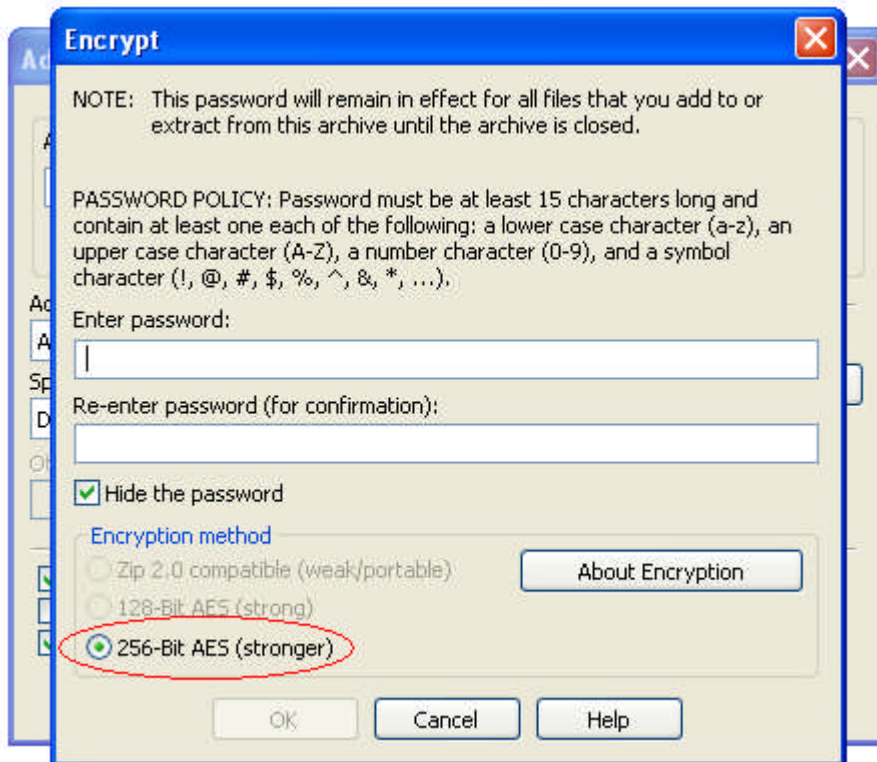 Encrypt
NOTE: This password will remain in effect for all files that you add to or
extract from this archive until the archive is closed.
PASSWORD POLICY: Password must be at least 15 characters long and
contain at least one each of the following: a lower case character (a-z), an
upper case character (A-Z), a number character (0-9), and a symbol
character (!, @, #, $, %, ^, &, *, ...).
Enter password:
Re-enter password (for confirmation):
Hide the password
Encryption method
Zip 2.0 compatible (weak/portable)
About Encryption
128-Bit AES (strong)
256-Bit AES (stronger)
OK
Cancel
Help